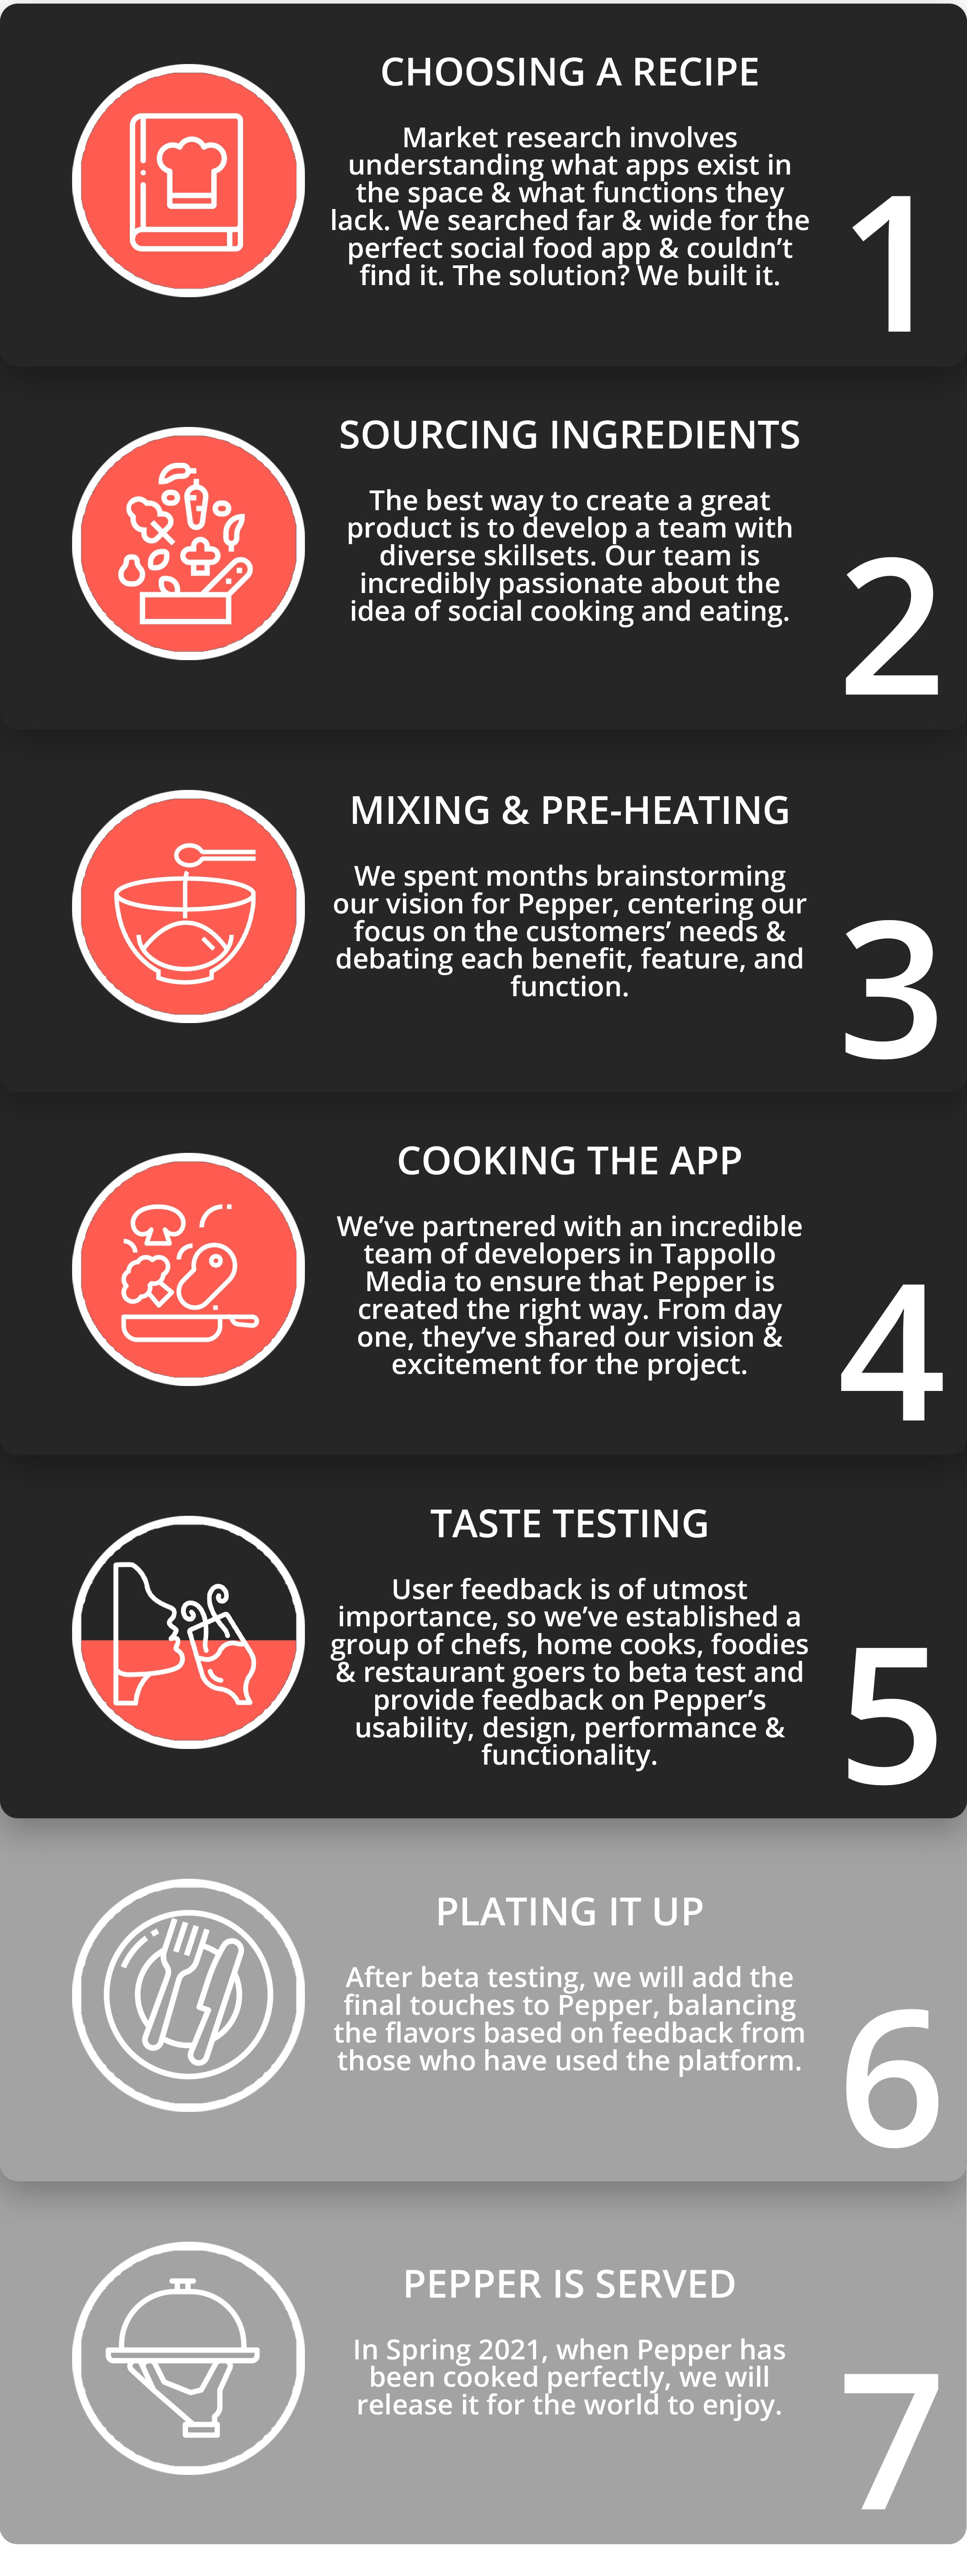 CHOOSING A RECIPE
Market research involves
understanding what apps exist in
the space & what functions they
lack. We searched far & wide for the
perfect social food app & couldn’t
find it. The solution? We built it.
1
SOURCING INGREDIENTS
The best way to create a great
product is to develop a team with
diverse skillsets. Our team is
incredibly passionate about the
idea of social cooking and eating.
2
MIXING & PRE-HEATING
We spent months brainstorming
our vision for Pepper, centering our
focus on the customers’ needs &
debating each benefit, feature, and
function.
3
COOKING THE APP
We’ve partnered with an incredible
team of developers in Tappollo
Media to ensure that Pepper is
created the right way. From day
one, they’ve shared our vision &
excitement for the project.
4
TASTE TESTING
User feedback is of utmost
importance, so we’ve established a
group of chefs, home cooks, foodies
& restaurant goers to beta test and
provide feedback on Pepper’s
usability, design, performance &
functionality.
5
PLATING IT UP
After beta testing, we will add the
final touches to Pepper, balancing
the flavors based on feedback from
those who have used the platform.
6
PEPPER IS SERVED
In Spring 2021, when Pepper has
been cooked perfectly, we will
release it for the world to enjoy.
7